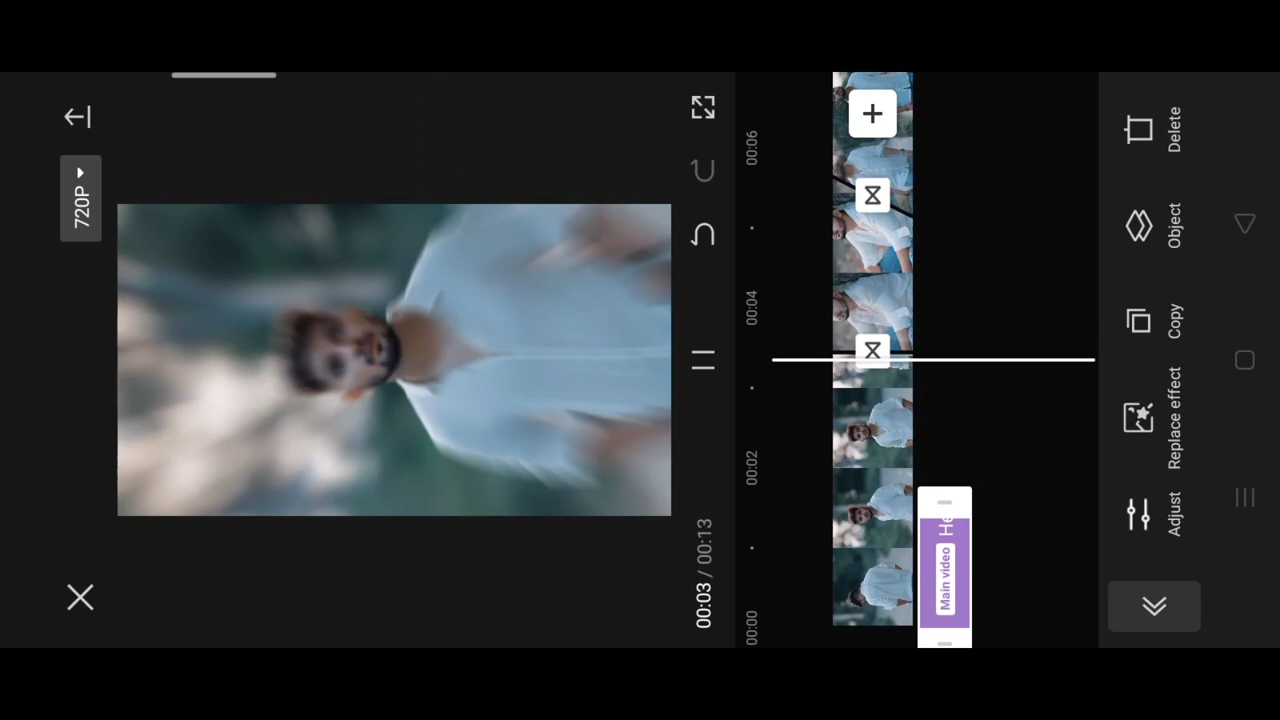 720P
00:03 / 00:13
00:00
00:02
00:04
00:06
Main video
He
Adjust
Replace effect
Copy
Object
Delete